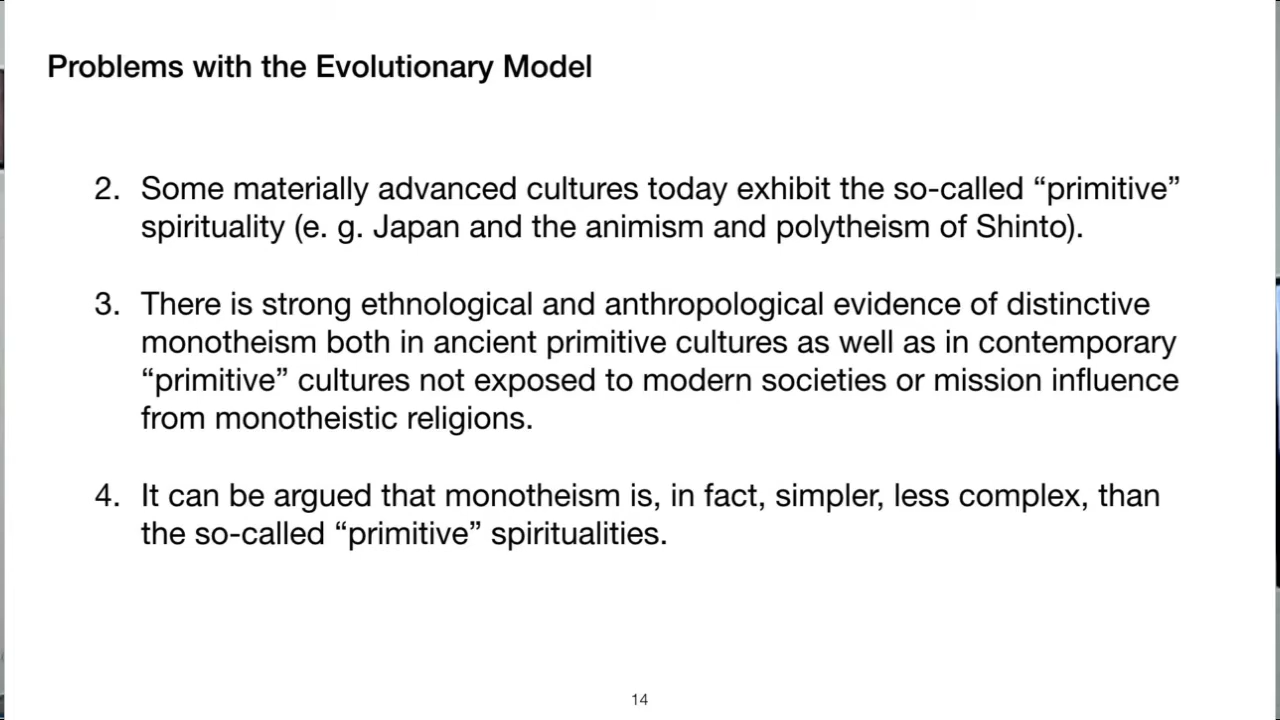 Problems with the Evolutionary Model
2. Some materially advanced cultures today exhibit the so-called “primitive”
spirituality (e. g. Japan and the animism and polytheism of Shinto).
3. There is strong ethnological and anthropological evidence of distinctive
monotheism both in ancient primitive cultures as well as in contemporary
“primitive” cultures not exposed to modern societies or mission influence
from monotheistic religions.
4. It can be argued that monotheism is, in fact, simpler, less complex, than
the so-called “primitive” spiritualities.
14